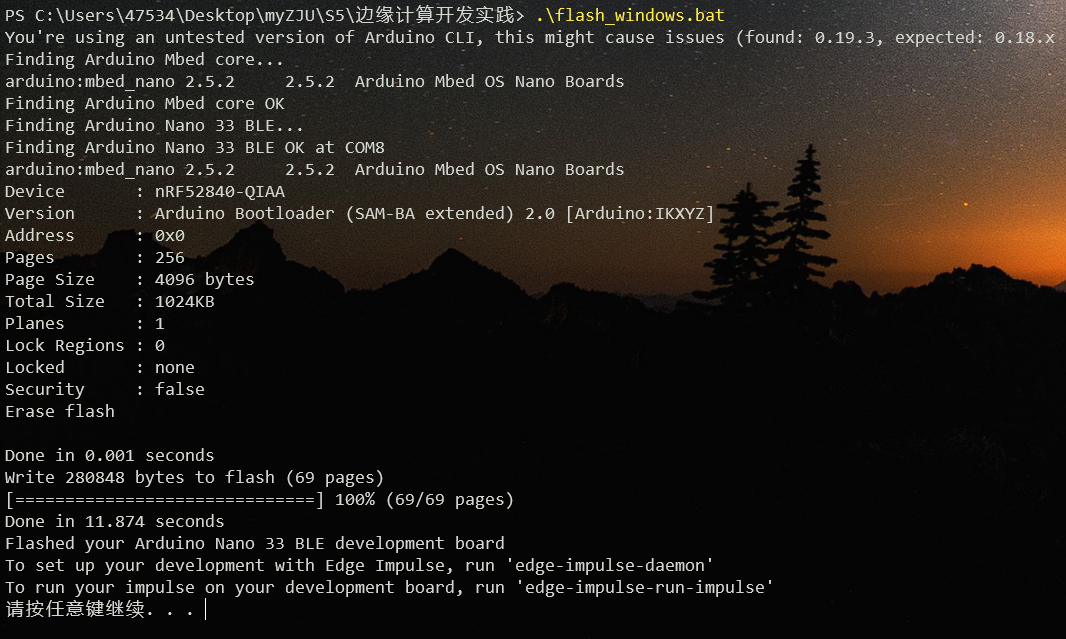 PS C:\Users\47534\Desktop\myZJU\S5\边缘计算开发实践> .\flash_windows.bat
You're using an untested version of Arduino CLI, this might cause issues (found: 0.19.3, expected: 0.18.x
Finding Arduino Mbed core...
arduino:mbed_nano 2.5.2     2.5.2  Arduino Mbed OS Nano Boards
Finding Arduino Mbed core OK
Finding Arduino Nano 33 BLE...
Finding Arduino Nano 33 BLE OK at COM8
arduino:mbed_nano 2.5.2     2.5.2  Arduino Mbed OS Nano Boards
Device       : nRF52840-QIAA
Version      : Arduino Bootloader (SAM-BA extended) 2.0 [Arduino:IKXYZ]
Address      : 0x0
Pages        : 256
Page Size    : 4096 bytes
Total Size   : 1024KB
Planes       : 1
Lock Regions : 0
Locked       : none
Security     : false
Erase flash

Done in 0.001 seconds
Write 280848 bytes to flash (69 pages)
[==============================] 100% (69/69 pages)
Done in 11.874 seconds
Flashed your Arduino Nano 33 BLE development board
To set up your development with Edge Impulse, run 'edge-impulse-daemon'
To run your impulse on your development board, run 'edge-impulse-run-impulse'
请按任意键继续. . .